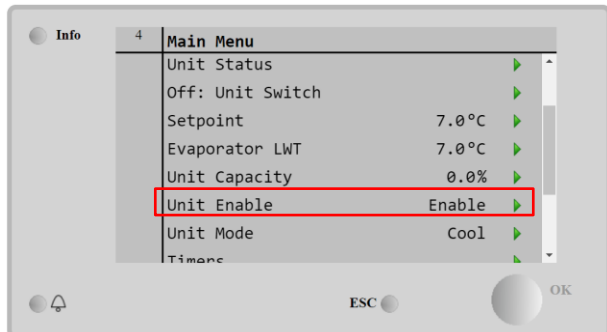 Info
4 Main Menu
Unit Status
Off: Unit Switch
Setpoint 7.0°C
Evaporator LWT 7.0°C
Unit Capacity 0.0%
Unit Enable Enable
Unit Mode Cool
Timers
ESC
OK